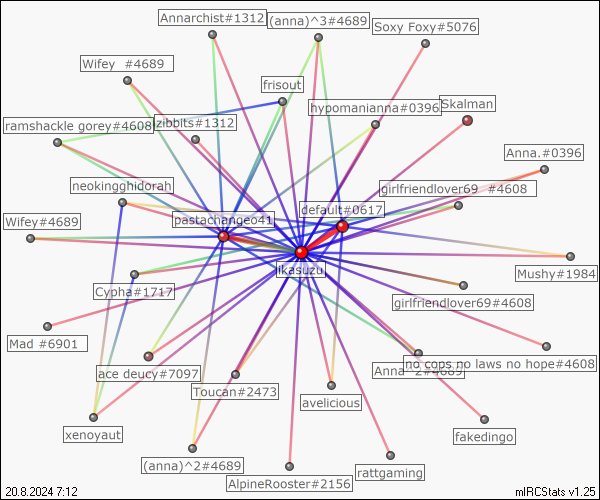 Annarchist#1312
(anna)^3#4689
Soxy Foxy#5076
Wifey #4689
frisout
hypomanianna#0396
Skalman
ramshackle gorey#4608
zibbits#1312
Anna.#0396
neokingghidorah
girlfriendlover69 #4608
default#0617
pastachange041
Wifey#4689
likasuzu
Mushy#1984
Cypha#1717
girlfriendlover69#4608
Mad #6901
ace deucy#7097
Anna^2#4689
no cops no laws no hope#4608
Toucan#2473
avelicious
xenoyaut
fakedingo
(anna)^2#4689
AlpineRooster#2156
rattgaming
20.8.2024 7:12
mIRCStats v1.25